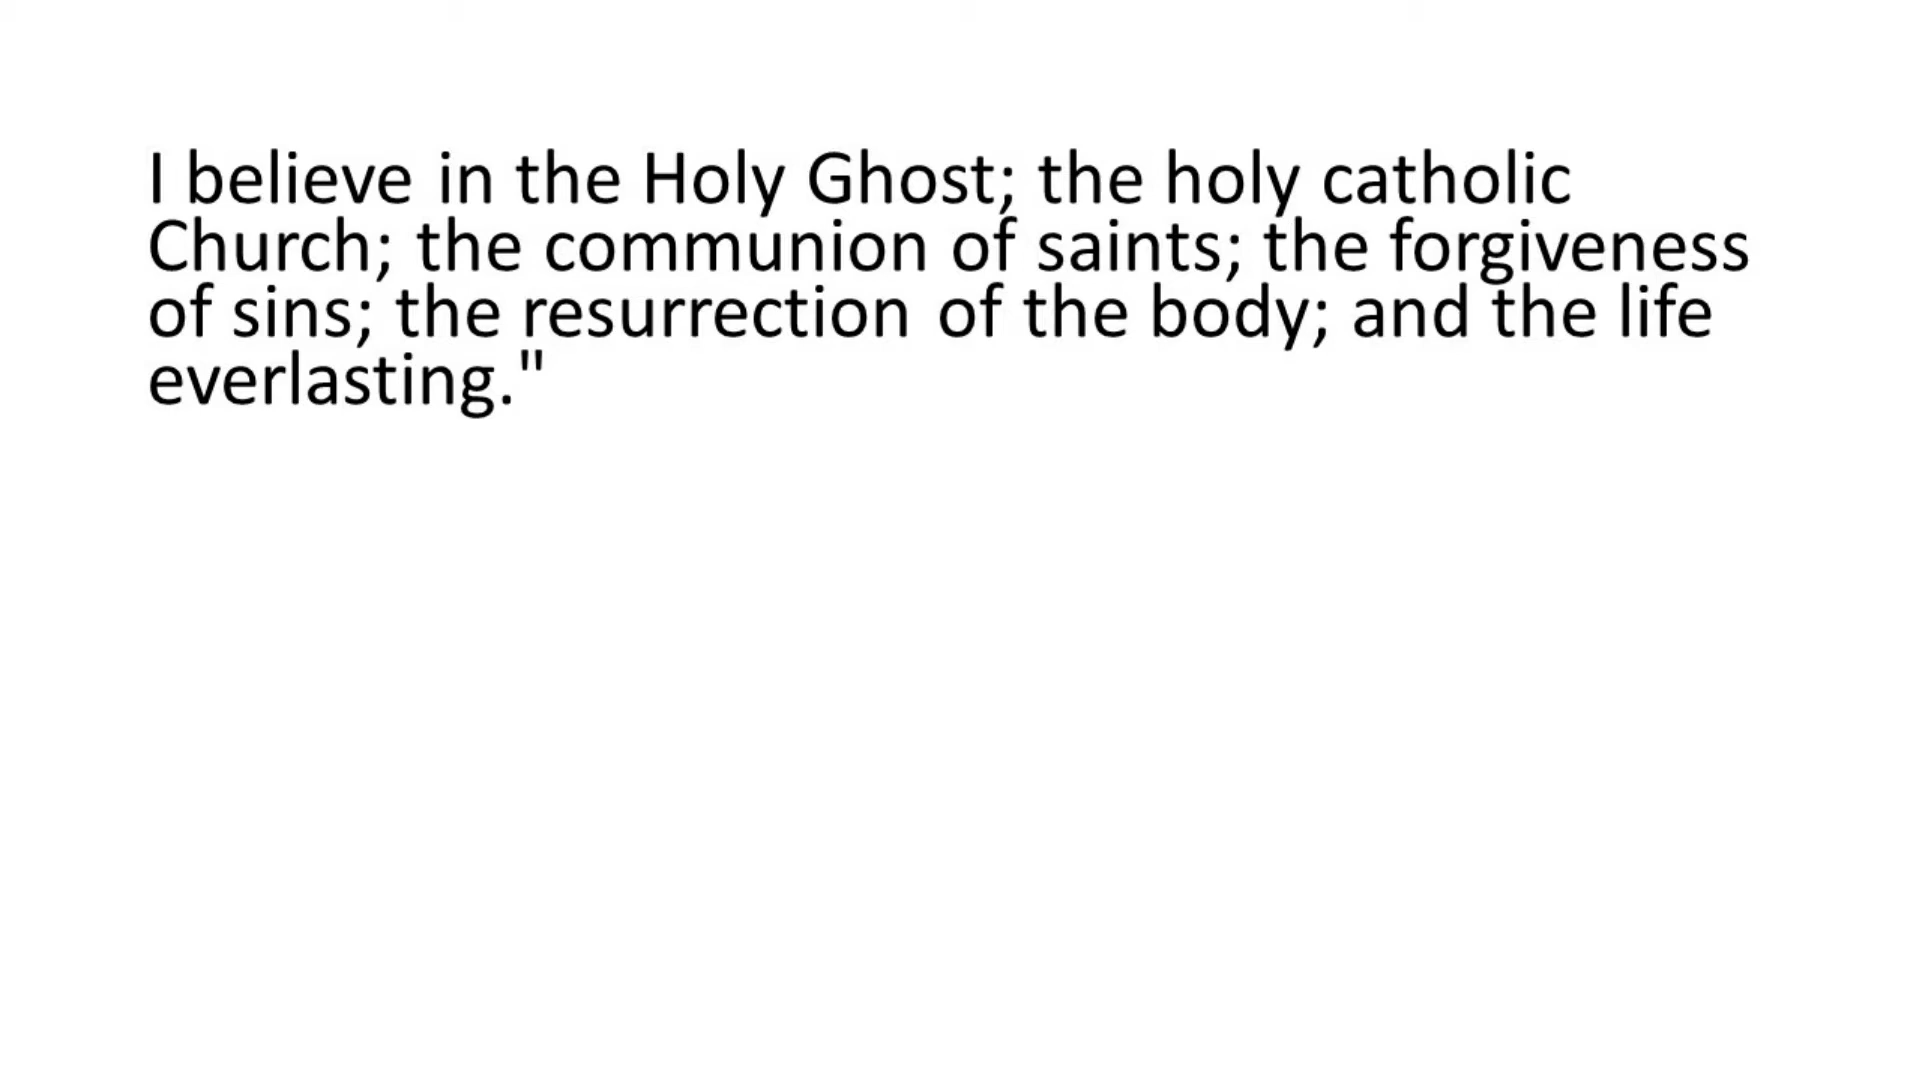 I believe in the Holy Ghost; the holy catholic
Church; the communion of saints; the forgiveness
of sins; the resurrection of the body; and the life
everlasting."